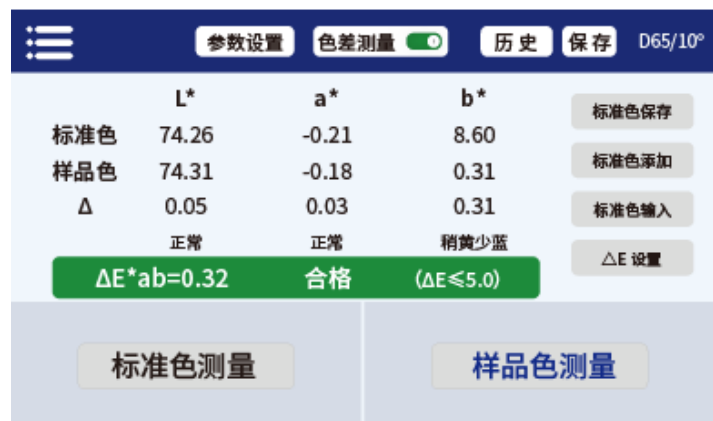 参数设置 色差测量 历史 保存 D65/10°
L* a* b*
标准色 74.26 -0.21 8.60
样品色 74.31 -0.18 0.31
Δ 0.05 0.03 0.31
正常 正常 稍黄少蓝
ΔE*ab=0.32 合格 (ΔE≤5.0)
标准色保存
标准色添加
标准色输入
△E 设置
标准色测量 样品色测量